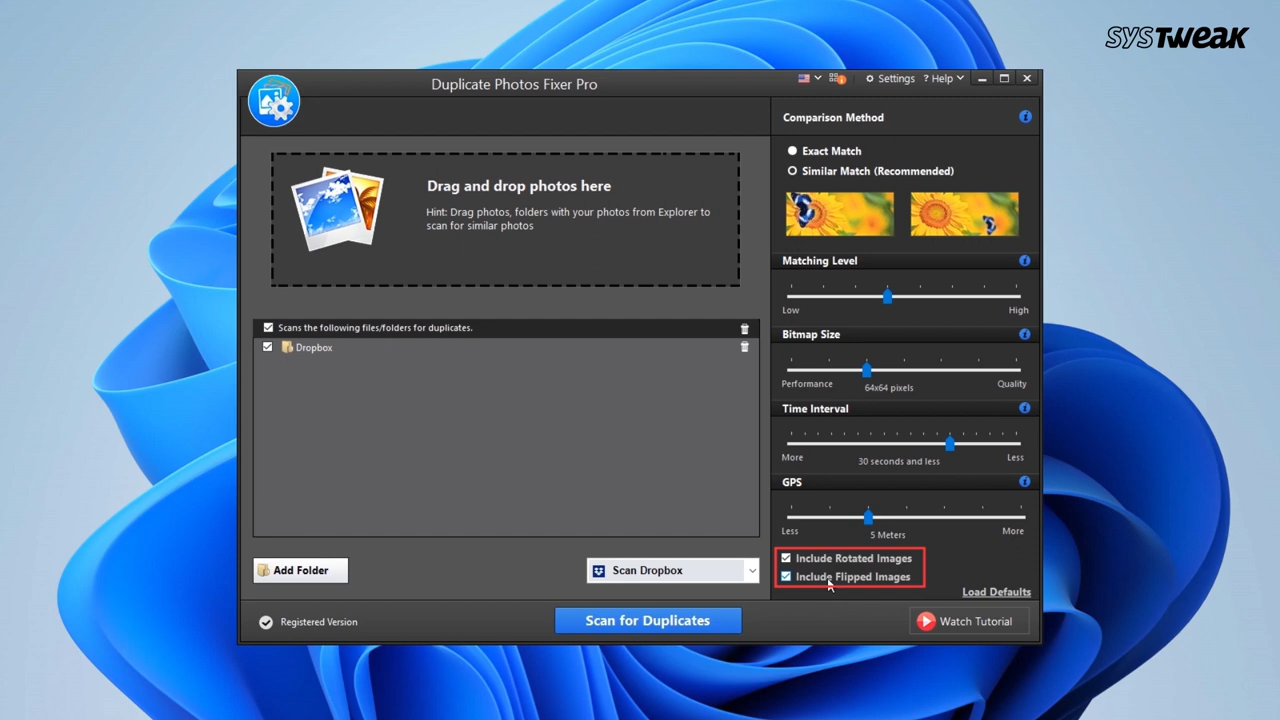 SYSTWEAK
Duplicate Photos Fixer Pro
Settings
? Help
Comparison Method
Exact Match
Similar Match (Recommended)
Drag and drop photos here
Hint: Drag photos, folders with your photos from Explorer to
scan for similar photos
Matching Level
Low
High
Bitmap Size
Performance
64x64 pixels
Quality
Time Interval
More
30 seconds and less
Less
GPS
Less
5 Meters
More
Include Rotated Images
Include Flipped Images
Load Defaults
Scans the following files/folders for duplicates.
Dropbox
Add Folder
Scan Dropbox
Registered Version
Scan for Duplicates
Watch Tutorial